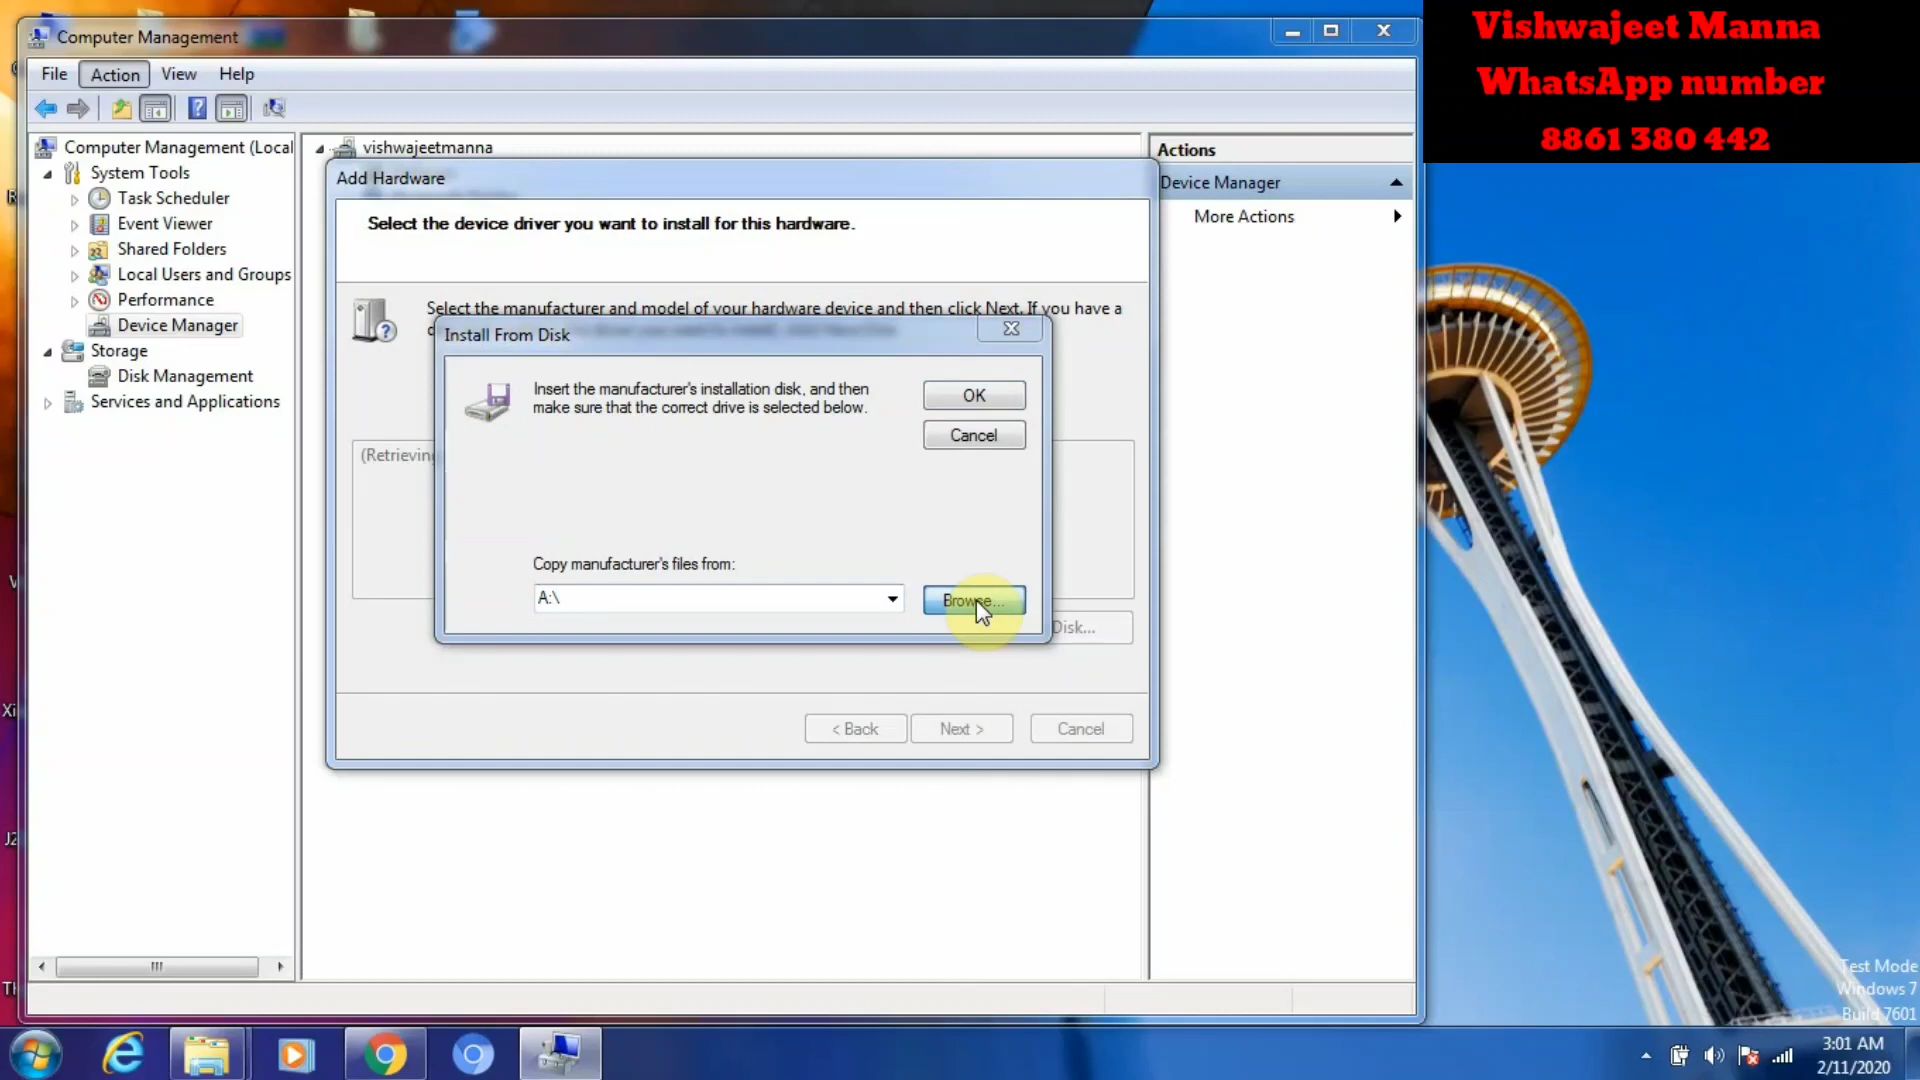 Computer Management
File Action View Help
Computer Management (Local
System Tools
Task Scheduler
Event Viewer
Shared Folders
Local Users and Groups
Performance
Device Manager
Storage
Disk Management
Services and Applications
vishwajeetmanna
Add Hardware
Select the device driver you want to install for this hardware.
Select the manufacturer and model of your hardware device and then click Next. If you have a
Install From Disk
Insert the manufacturer's installation disk, and then
make sure that the correct drive is selected below.
OK
Cancel
(Retrieving
Copy manufacturer's files from:
A:\
Browse...
Disk...
< Back
Next >
Cancel
Actions
Device Manager
More Actions
Vishwajeet Manna
WhatsApp number
8861 380 442
Test Mode
Windows 7
Build 7601
3:01 AM
2/11/2020